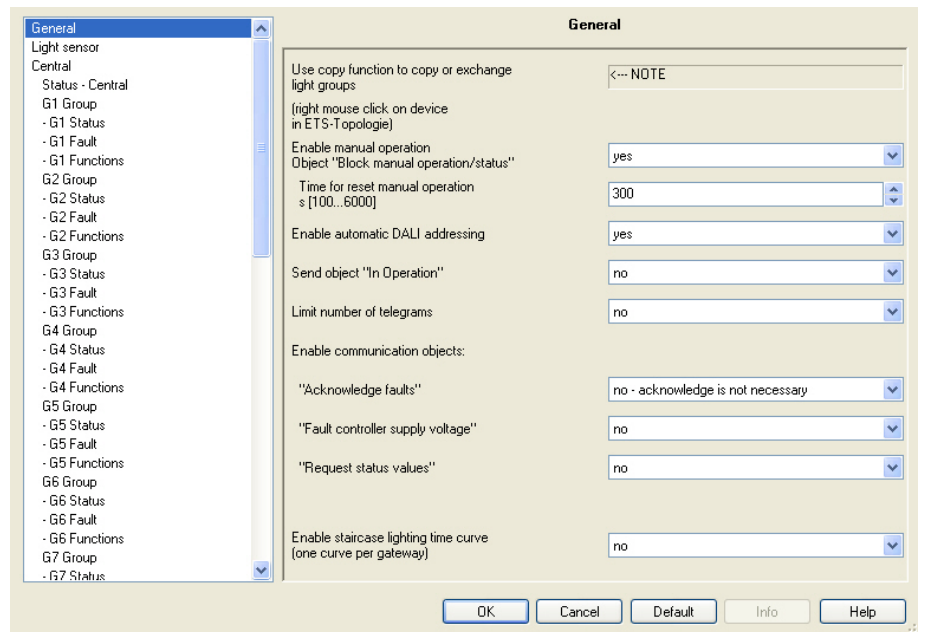 General
Light sensor
Central
Status - Central
G1 Group
- G1 Status
- G1 Fault
- G1 Functions
G2 Group
- G2 Status
- G2 Fault
- G2 Functions
G3 Group
- G3 Status
- G3 Fault
- G3 Functions
G4 Group
- G4 Status
- G4 Fault
- G4 Functions
G5 Group
- G5 Status
- G5 Fault
- G5 Functions
G6 Group
- G6 Status
- G6 Fault
- G6 Functions
G7 Group
- G7 Status
General
Use copy function to copy or exchange
light groups
<--- NOTE
(right mouse click on device
in ETS-Topologie)
Enable manual operation
Object "Block manual operation/status"
yes
Time for reset manual operation
s [100...6000]
300
Enable automatic DALI addressing
yes
Send object "In Operation"
no
Limit number of telegrams
no
Enable communication objects:
"Acknowledge faults"
no - acknowledge is not necessary
"Fault controller supply voltage"
no
"Request status values"
no
Enable staircase lighting time curve
(one curve per gateway)
no
OK
Cancel
Default
Info
Help